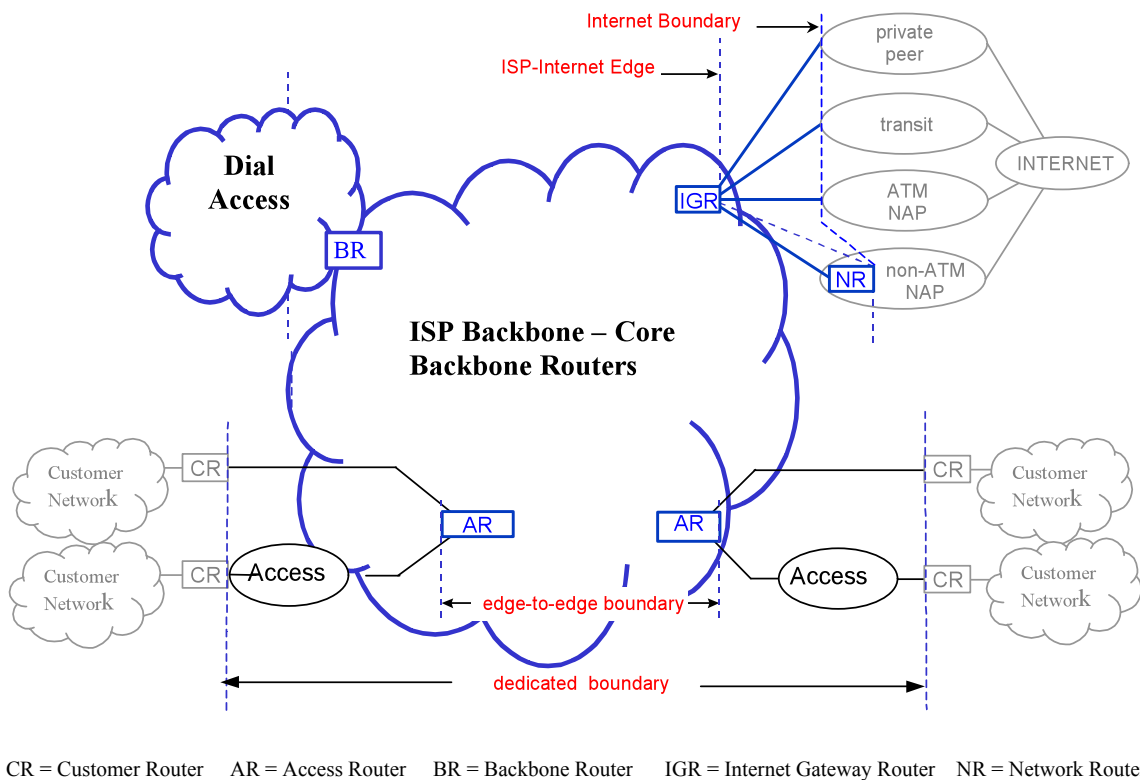 Internet Boundary
ISP-Internet Edge
private
peer
transit
INTERNET
ATM
NAP
non-ATM
NAP
NR
IGR
Dial
Access
BR
ISP Backbone – Core
Backbone Routers
Customer
Network
CR
AR
Customer
Network
CR
Access
AR
CR
Customer
Network
Access
CR
Customer
Network
edge-to-edge boundary
dedicated boundary
CR = Customer Router AR = Access Router BR = Backbone Router IGR = Internet Gateway Router NR = Network Route